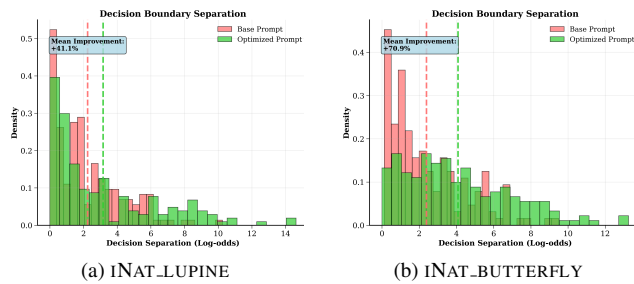 Decision Boundary Separation
Mean Improvement:
+41.1%
Base Prompt
Optimized Prompt
Density
0.5
0.4
0.3
0.2
0.1
0.0
0 2 4 6 8 10 12 14
Decision Separation (Log-odds)
(a) INAT_LUPINE
Decision Boundary Separation
Mean Improvement:
+70.9%
Base Prompt
Optimized Prompt
Density
0.4
0.3
0.2
0.1
0.0
0 2 4 6 8 10 12
Decision Separation (Log-odds)
(b) INAT_BUTTERFLY